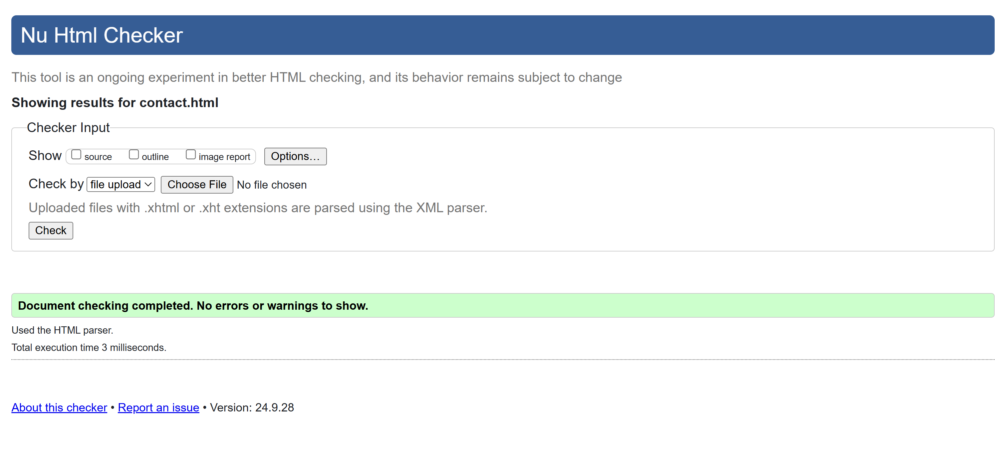 Nu Html Checker
This tool is an ongoing experiment in better HTML checking, and its behavior remains subject to change
Showing results for contact.html
Checker Input
Show source outline image report Options…
Check by file upload Choose File No file chosen
Uploaded files with .xhtml or .xht extensions are parsed using the XML parser.
Check
Document checking completed. No errors or warnings to show.
Used the HTML parser.
Total execution time 3 milliseconds.
About this checker • Report an issue • Version: 24.9.28